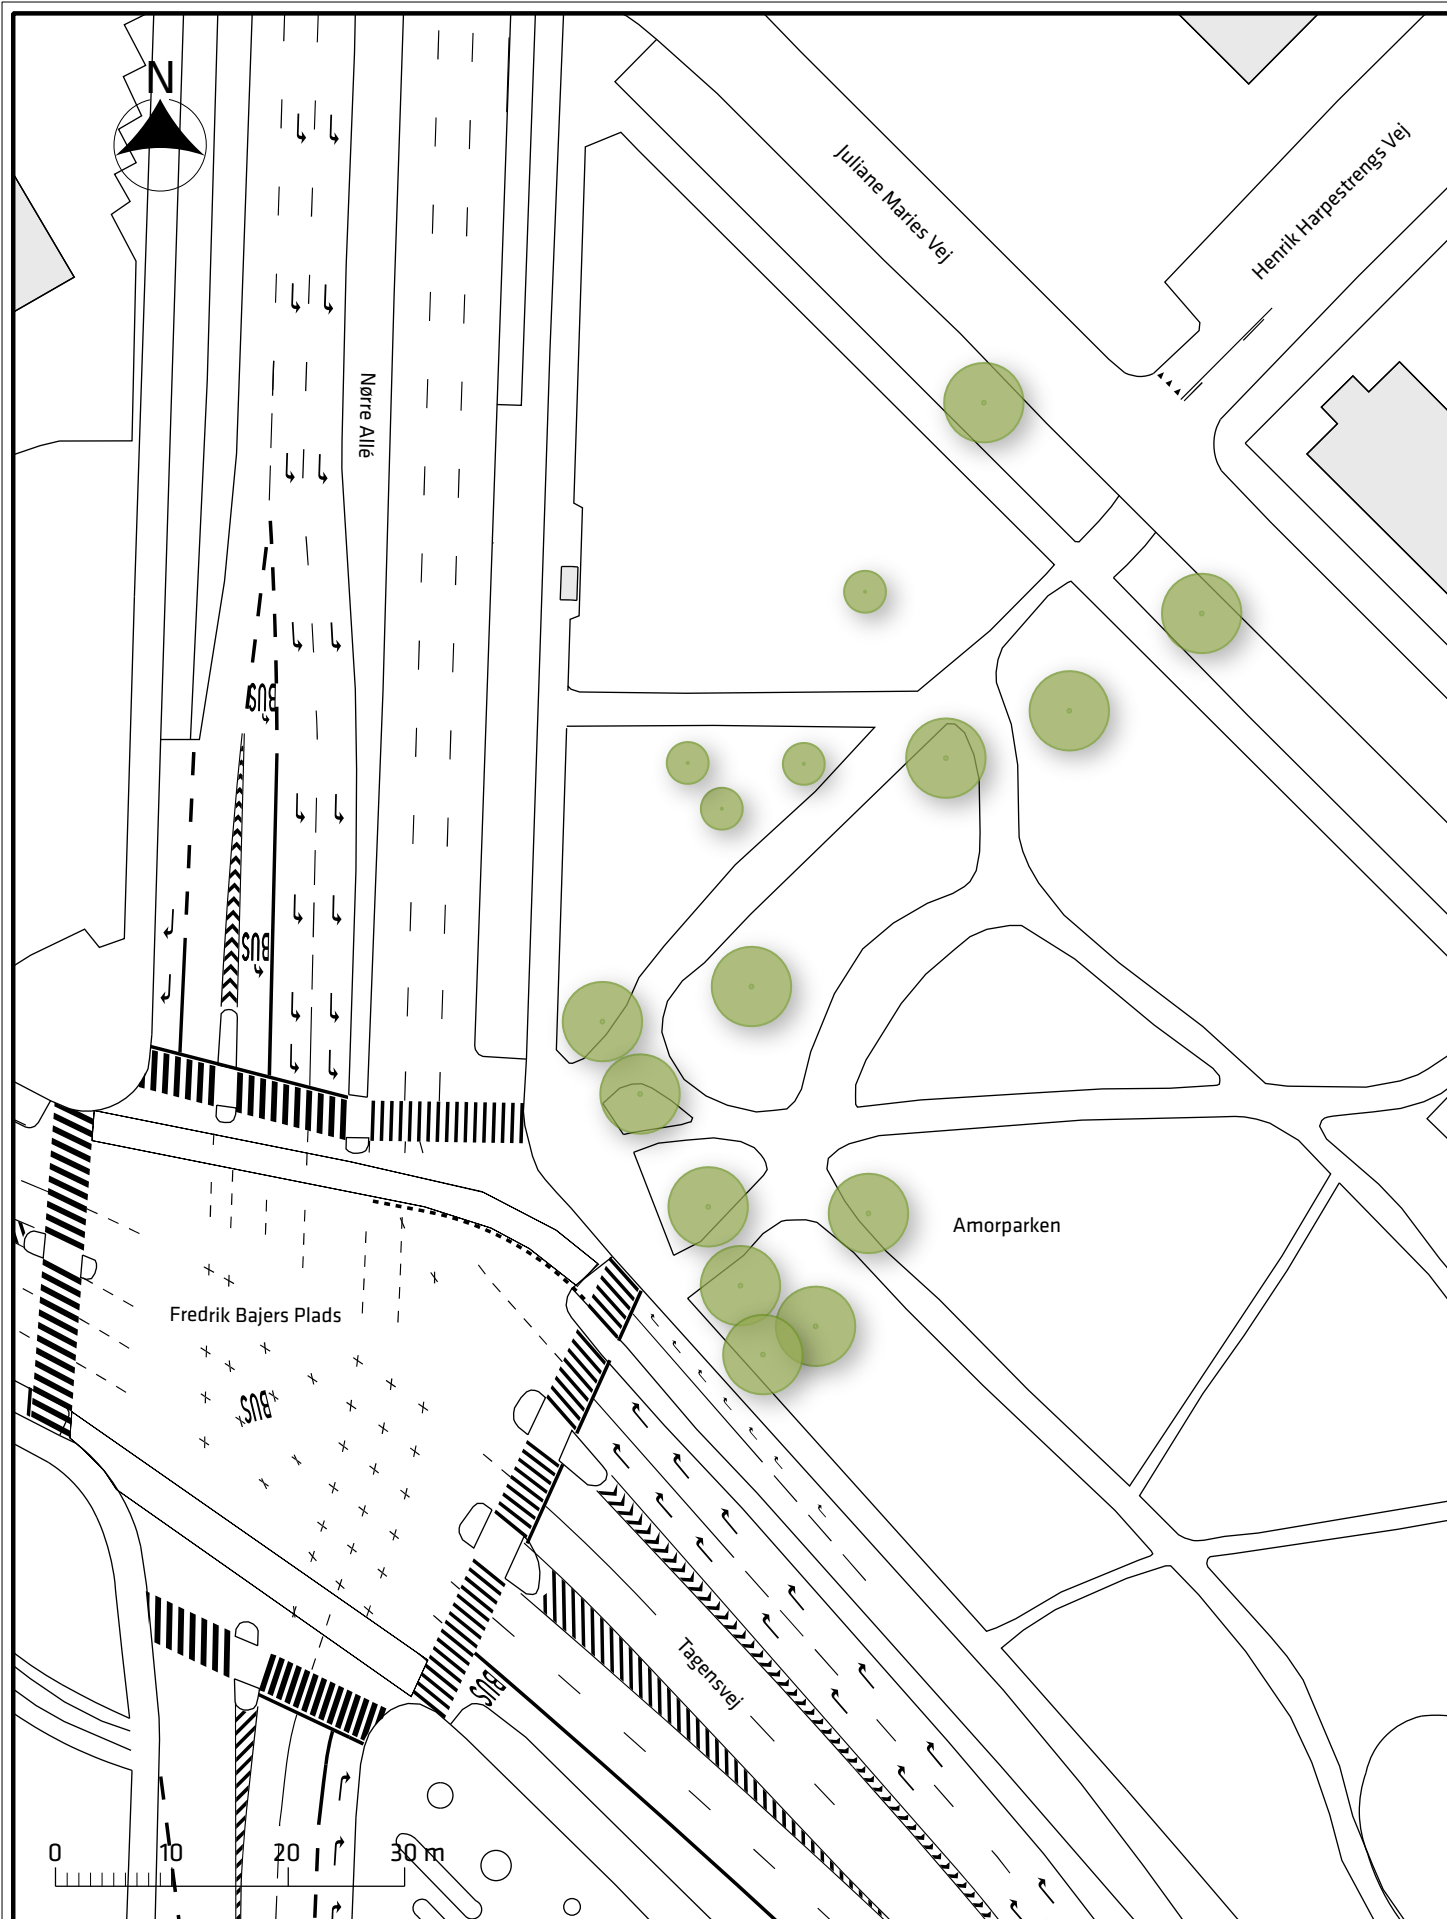 N
Juliane Maries Vej
Henrik Harpestrengs Vej
Nørre Allé
BUS
BUS
Amorparken
Fredrik Bajers Plads
BUS
Tagensvej
BUS
0 10 20 30 m